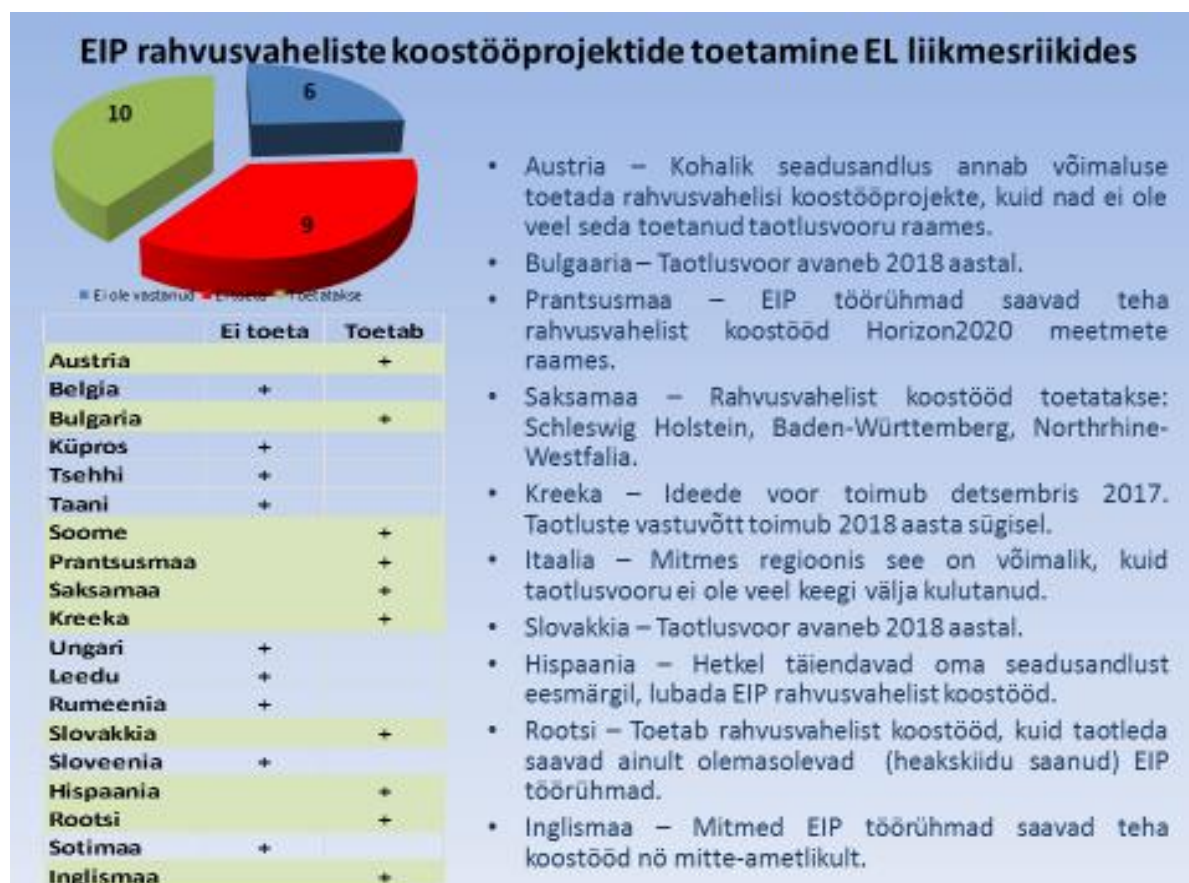 EIP rahvusvaheliste koostööprojektide toetamine EL liikmesriikides
10
6
9
Ei ole vastanud
Ei toeta Toetab
Austria +
Belgia +
Bulgaria +
Küpros +
Tsehhi +
Taani +
Soome +
Prantsusmaa +
Saksamaa +
Kreeka +
Ungari +
Leedu +
Rumeenia +
Slovakkia +
Sloveenia +
Hispaania +
Rootsi +
Sotimaa +
Inglismaa +
• Austria – Kohalik seadusandlus annab võimaluse
toetada rahvusvahelisi koostööprojekte, kuid nad ei ole
veel seda toetanud taotlusvooru raames.
• Bulgaaria – Taotlusvoor avaneb 2018 aastal.
• Prantsusmaa – EIP töörühmad saavad teha
rahvusvahelist koostööd Horizon2020 meetmete
raames.
• Saksamaa – Rahvusvahelist koostööd toetatakse:
Schleswig Holstein, Baden-Württemberg, Northrhine-
Westfalia.
• Kreeka – Ideede voor toimub detsembris 2017.
Taotluste vastuvõtt toimub 2018 aasta sügisel.
• Itaalia – Mitmes regioonis see on võimalik, kuid
taotlusvooru ei ole veel keegi välja kulutanud.
• Slovakkia – Taotlusvoor avaneb 2018 aastal.
• Hispaania – Hetkel täiendavad oma seadusandlust
eesmärgil, lubada EIP rahvusvahelist koostööd.
• Rootsi – Toetab rahvusvahelist koostööd, kuid taotleda
saavad ainult olemasolevad (heakskiidu saanud) EIP
töörühmad.
• Inglismaa – Mitmed EIP töörühmad saavad teha
koostööd nö mitte-ametlikult.